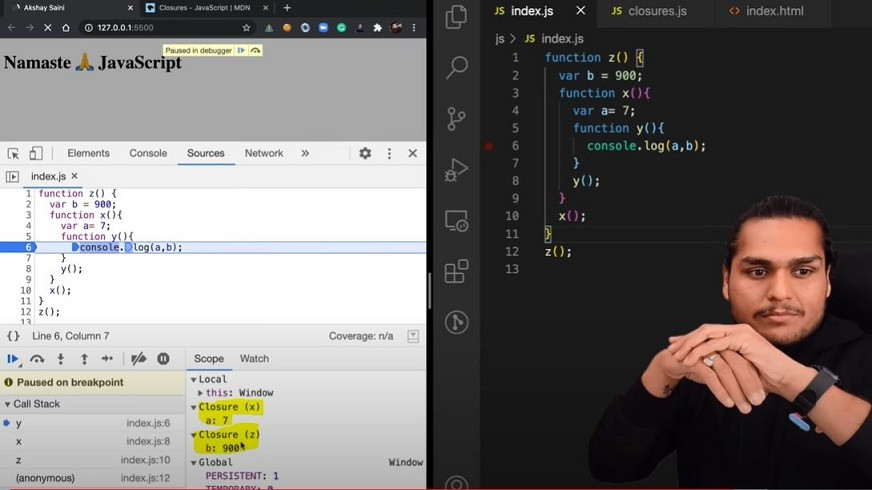 Akshay Saini
Closures - JavaScript | MDN
127.0.0.1:5500
Paused in debugger
Namaste 🙏 JavaScript
Elements Console Sources Network »
index.js
1 function z() {
2 var b = 900;
3 function x(){
4 var a= 7;
5 function y(){
6 console.log(a,b);
7 }
8 y();
9 }
10 x();
11 }
12 z();
13
{} Line 6, Column 7 Coverage: n/a
Scope Watch
Paused on breakpoint
Call Stack
y index.js:6
x index.js:8
z index.js:10
(anonymous) index.js:12
Local
this: Window
Closure (x)
a: 7
Closure (z)
b: 900
Global Window
PERSISTENT: 1
TEMPORARY: 0
index.js closures.js index.html
js > index.js
1 function z() {
2 var b = 900;
3 function x(){
4 var a= 7;
5 function y(){
6 console.log(a,b);
7 }
8 y();
9 }
10 x();
11 }
12 z();
13